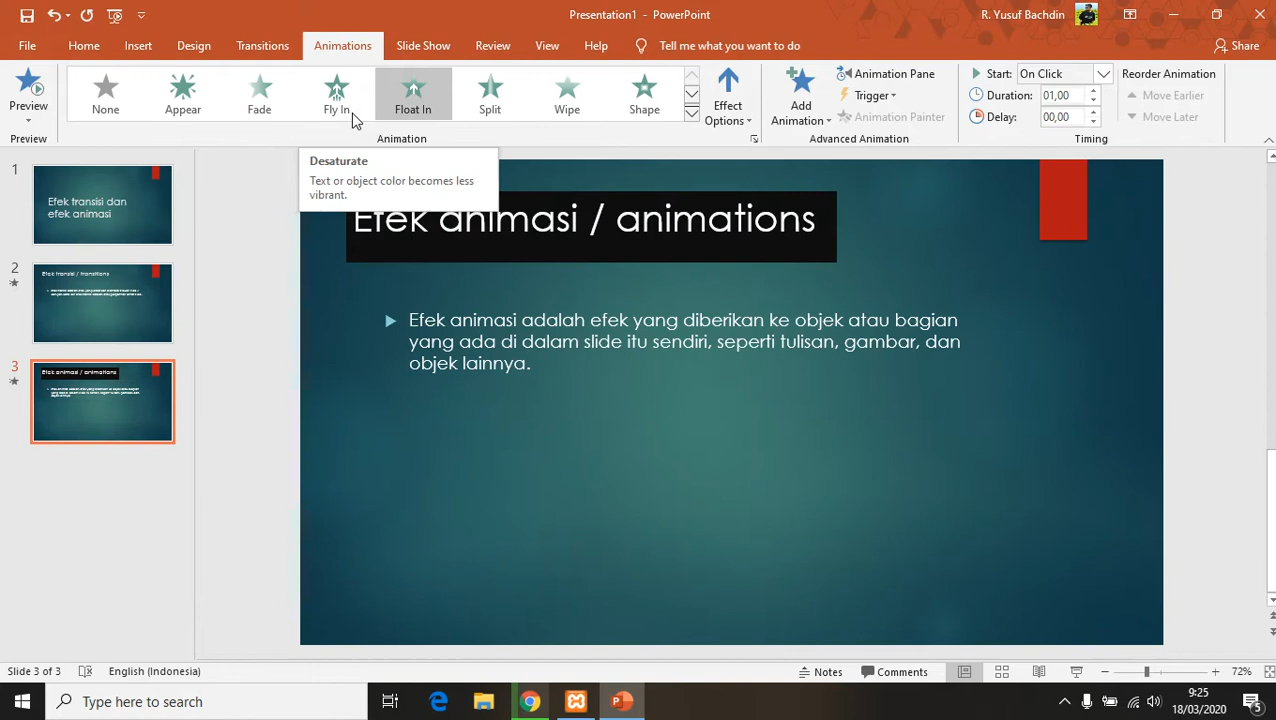 Presentation1 - PowerPoint
R. Yusuf Bachdin
File Home Insert Design Transitions Animations Slide Show Review View Help Tell me what you want to do Share
Preview
Preview
None Appear Fade Fly In Float In Split Wipe Shape
Animation
Effect Options
Add Animation
Animation Pane
Trigger
Animation Painter
Advanced Animation
Start: On Click
Duration: 01,00
Delay: 00,00
Timing
Reorder Animation
Move Earlier
Move Later
Desaturate
Text or object color becomes less
vibrant.
1
Efek transisi dan
efek animasi
2
Efek transisi / transitions
3
Efek animasi / animations
Efek animasi / animations
Efek animasi adalah efek yang diberikan ke objek atau bagian
yang ada di dalam slide itu sendiri, seperti tulisan, gambar, dan
objek lainnya.
Slide 3 of 3 English (Indonesia) Notes Comments 72%
Type here to search
9:25
18/03/2020
5